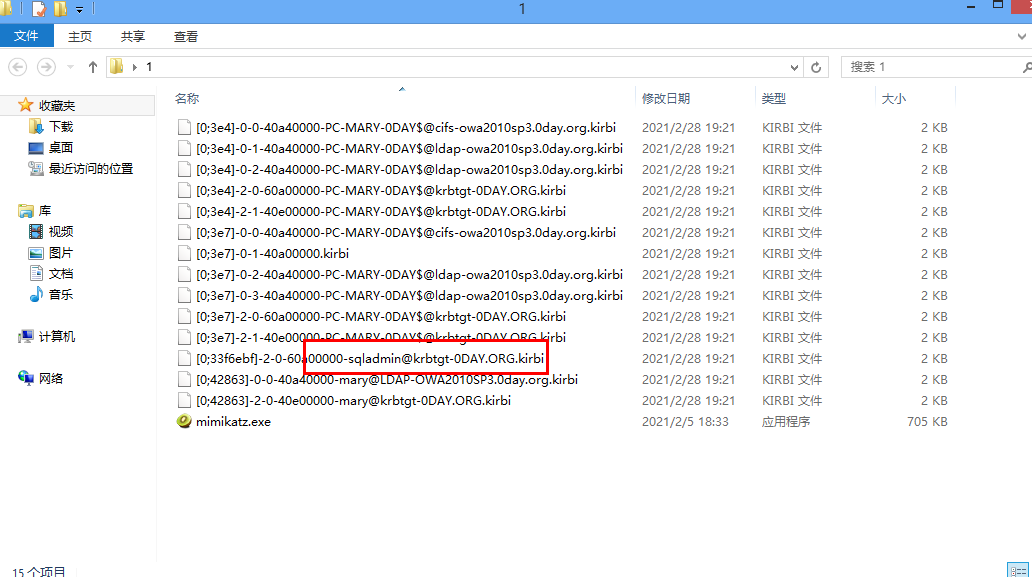 1
文件 主页 共享 查看
1 搜索 1
名称 修改日期 类型 大小
收藏夹
下载
桌面
最近访问的位置
库
视频
图片
文档
音乐
计算机
网络
[0;3e4]-0-0-40a40000-PC-MARY-0DAY$@cifs-owa2010sp3.0day.org.kirbi 2021/2/28 19:21 KIRBI 文件 2 KB
[0;3e4]-0-1-40a40000-PC-MARY-0DAY$@ldap-owa2010sp3.0day.org.kirbi 2021/2/28 19:21 KIRBI 文件 2 KB
[0;3e4]-0-2-40a40000-PC-MARY-0DAY$@ldap-owa2010sp3.0day.org.kirbi 2021/2/28 19:21 KIRBI 文件 2 KB
[0;3e4]-2-0-60a00000-PC-MARY-0DAY$@krbtgt-0DAY.ORG.kirbi 2021/2/28 19:21 KIRBI 文件 2 KB
[0;3e4]-2-1-40e00000-PC-MARY-0DAY$@krbtgt-0DAY.ORG.kirbi 2021/2/28 19:21 KIRBI 文件 2 KB
[0;3e7]-0-0-40a40000-PC-MARY-0DAY$@cifs-owa2010sp3.0day.org.kirbi 2021/2/28 19:21 KIRBI 文件 2 KB
[0;3e7]-0-1-40a00000.kirbi 2021/2/28 19:21 KIRBI 文件 2 KB
[0;3e7]-0-2-40a40000-PC-MARY-0DAY$@ldap-owa2010sp3.0day.org.kirbi 2021/2/28 19:21 KIRBI 文件 2 KB
[0;3e7]-0-3-40a40000-PC-MARY-0DAY$@ldap-owa2010sp3.0day.org.kirbi 2021/2/28 19:21 KIRBI 文件 2 KB
[0;3e7]-2-0-60a00000-PC-MARY-0DAY$@krbtgt-0DAY.ORG.kirbi 2021/2/28 19:21 KIRBI 文件 2 KB
[0;3e7]-2-1-40e00000-PC-MARY-0DAY$@krbtgt-0DAY.ORG.kirbi 2021/2/28 19:21 KIRBI 文件 2 KB
[0;33f6ebf]-2-0-60a00000-sqladmin@krbtgt-0DAY.ORG.kirbi 2021/2/28 19:21 KIRBI 文件 2 KB
[0;42863]-0-0-40a40000-mary@LDAP-OWA2010SP3.0day.org.kirbi 2021/2/28 19:21 KIRBI 文件 2 KB
[0;42863]-2-0-40e00000-mary@krbtgt-0DAY.ORG.kirbi 2021/2/28 19:21 KIRBI 文件 2 KB
mimikatz.exe 2021/2/5 18:33 应用程序 705 KB
15 个项目